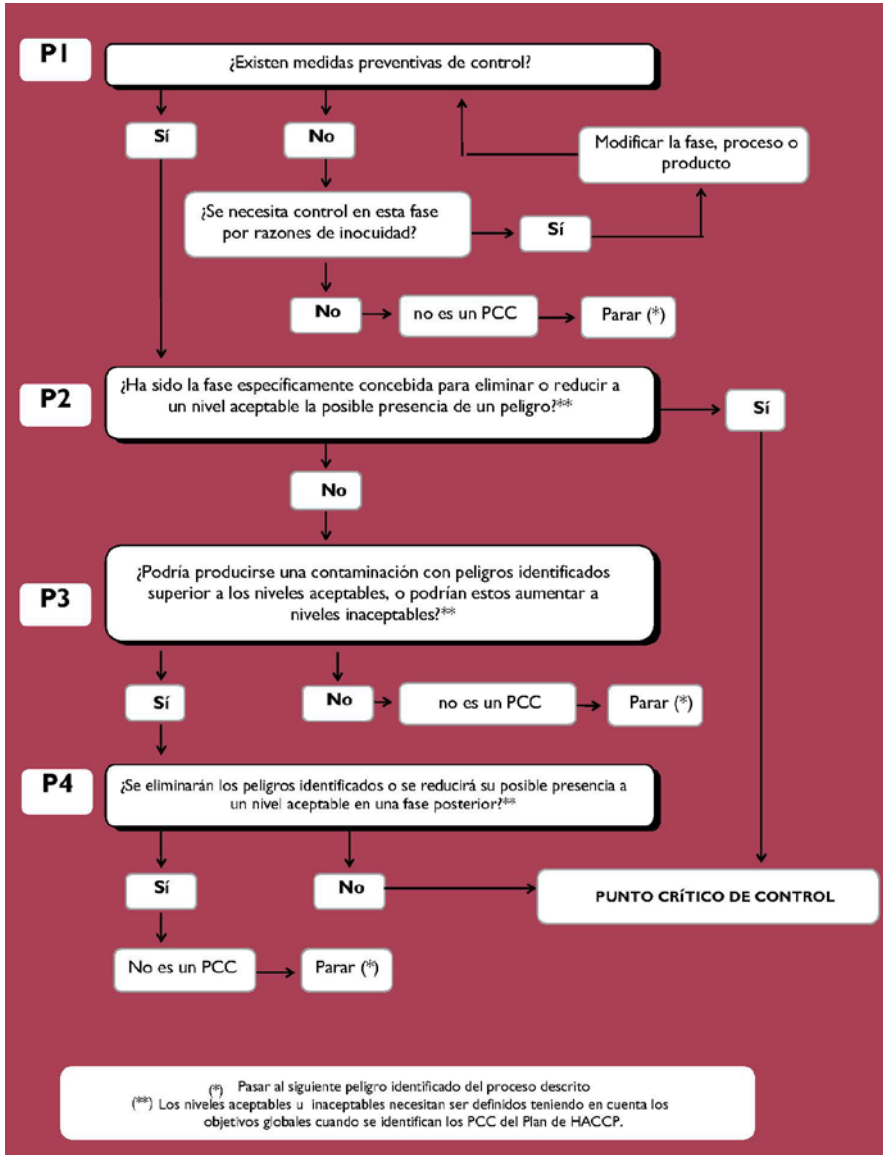 P1
¿Existen medidas preventivas de control?
Sí
No
Modificar la fase, proceso o
producto
¿Se necesita control en esta fase
por razones de inocuidad?
Sí
No
no es un PCC
Parar (*)
P2
¿Ha sido la fase específicamente concebida para eliminar o reducir a
un nivel aceptable la posible presencia de un peligro?**
Sí
No
P3
¿Podría producirse una contaminación con peligros identificados
superior a los niveles aceptables, o podrían estos aumentar a
niveles inaceptables?**
Sí
No
no es un PCC
Parar (*)
P4
¿Se eliminarán los peligros identificados o se reducirá su posible presencia a
un nivel aceptable en una fase posterior?**
Sí
No
PUNTO CRÍTICO DE CONTROL
No es un PCC
Parar (*)
(*) Pasar al siguiente peligro identificado del proceso descrito
(**) Los niveles aceptables u inaceptables necesitan ser definidos teniendo en cuenta los
objetivos globales cuando se identifican los PCC del Plan de HACCP.